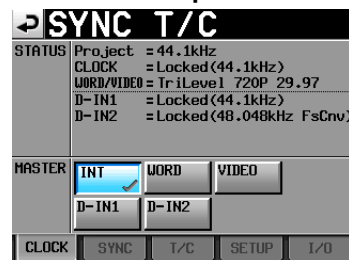 SYNC T/C
STATUS Project =44.1kHz
CLOCK =Locked(44.1kHz)
WORD/VIDEO=TriLevel 720P 29.97
D-IN1 =Locked(44.1kHz)
D-IN2 =Locked(48.048kHz FsCnv)
MASTER INT WORD VIDEO
D-IN1 D-IN2
CLOCK SYNC T/C SETUP I/O